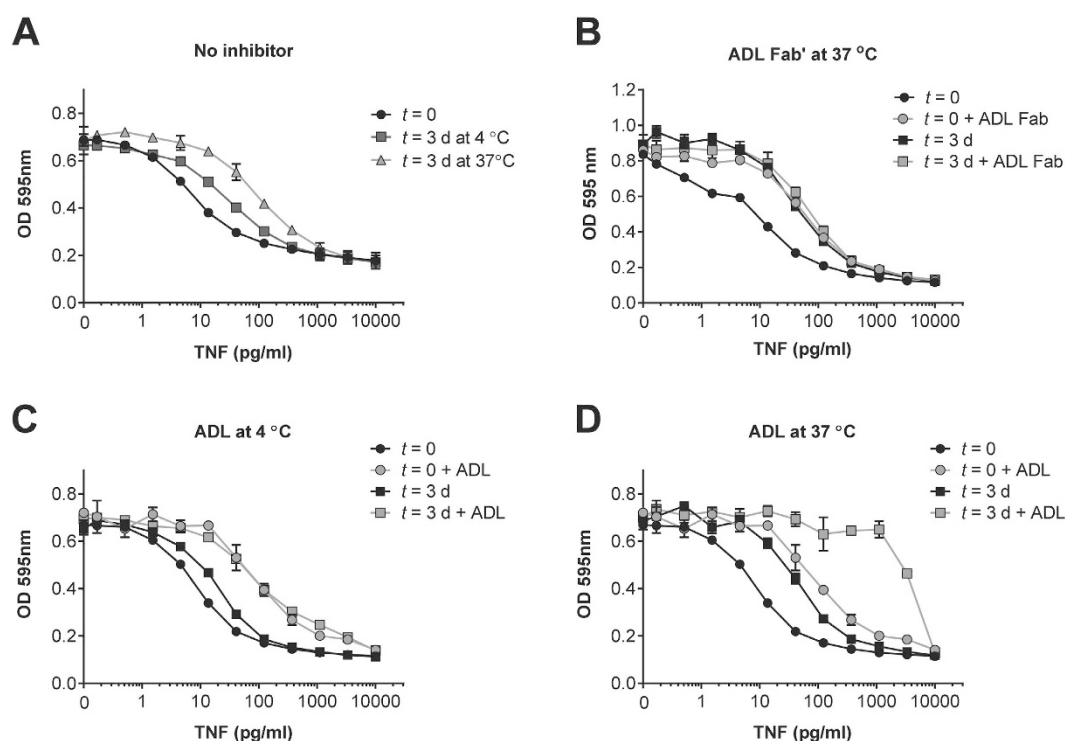 A
No inhibitor
t = 0
t = 3 d at 4 °C
t = 3 d at 37°C
OD 595nm
0.8
0.6
0.4
0.2
0.0
0 1 10 100 1000 10000
TNF (pg/ml)
B
ADL Fab' at 37 °C
t = 0
t = 0 + ADL Fab
t = 3 d
t = 3 d + ADL Fab
OD 595 nm
1.2
1.0
0.8
0.6
0.4
0.2
0.0
0 1 10 100 1000 10000
TNF (pg/ml)
C
ADL at 4 °C
t = 0
t = 0 + ADL
t = 3 d
t = 3 d + ADL
OD 595nm
0.8
0.6
0.4
0.2
0.0
0 1 10 100 1000 10000
TNF (pg/ml)
D
ADL at 37 °C
t = 0
t = 0 + ADL
t = 3 d
t = 3 d + ADL
OD 595nm
0.8
0.6
0.4
0.2
0.0
0 1 10 100 1000 10000
TNF (pg/ml)